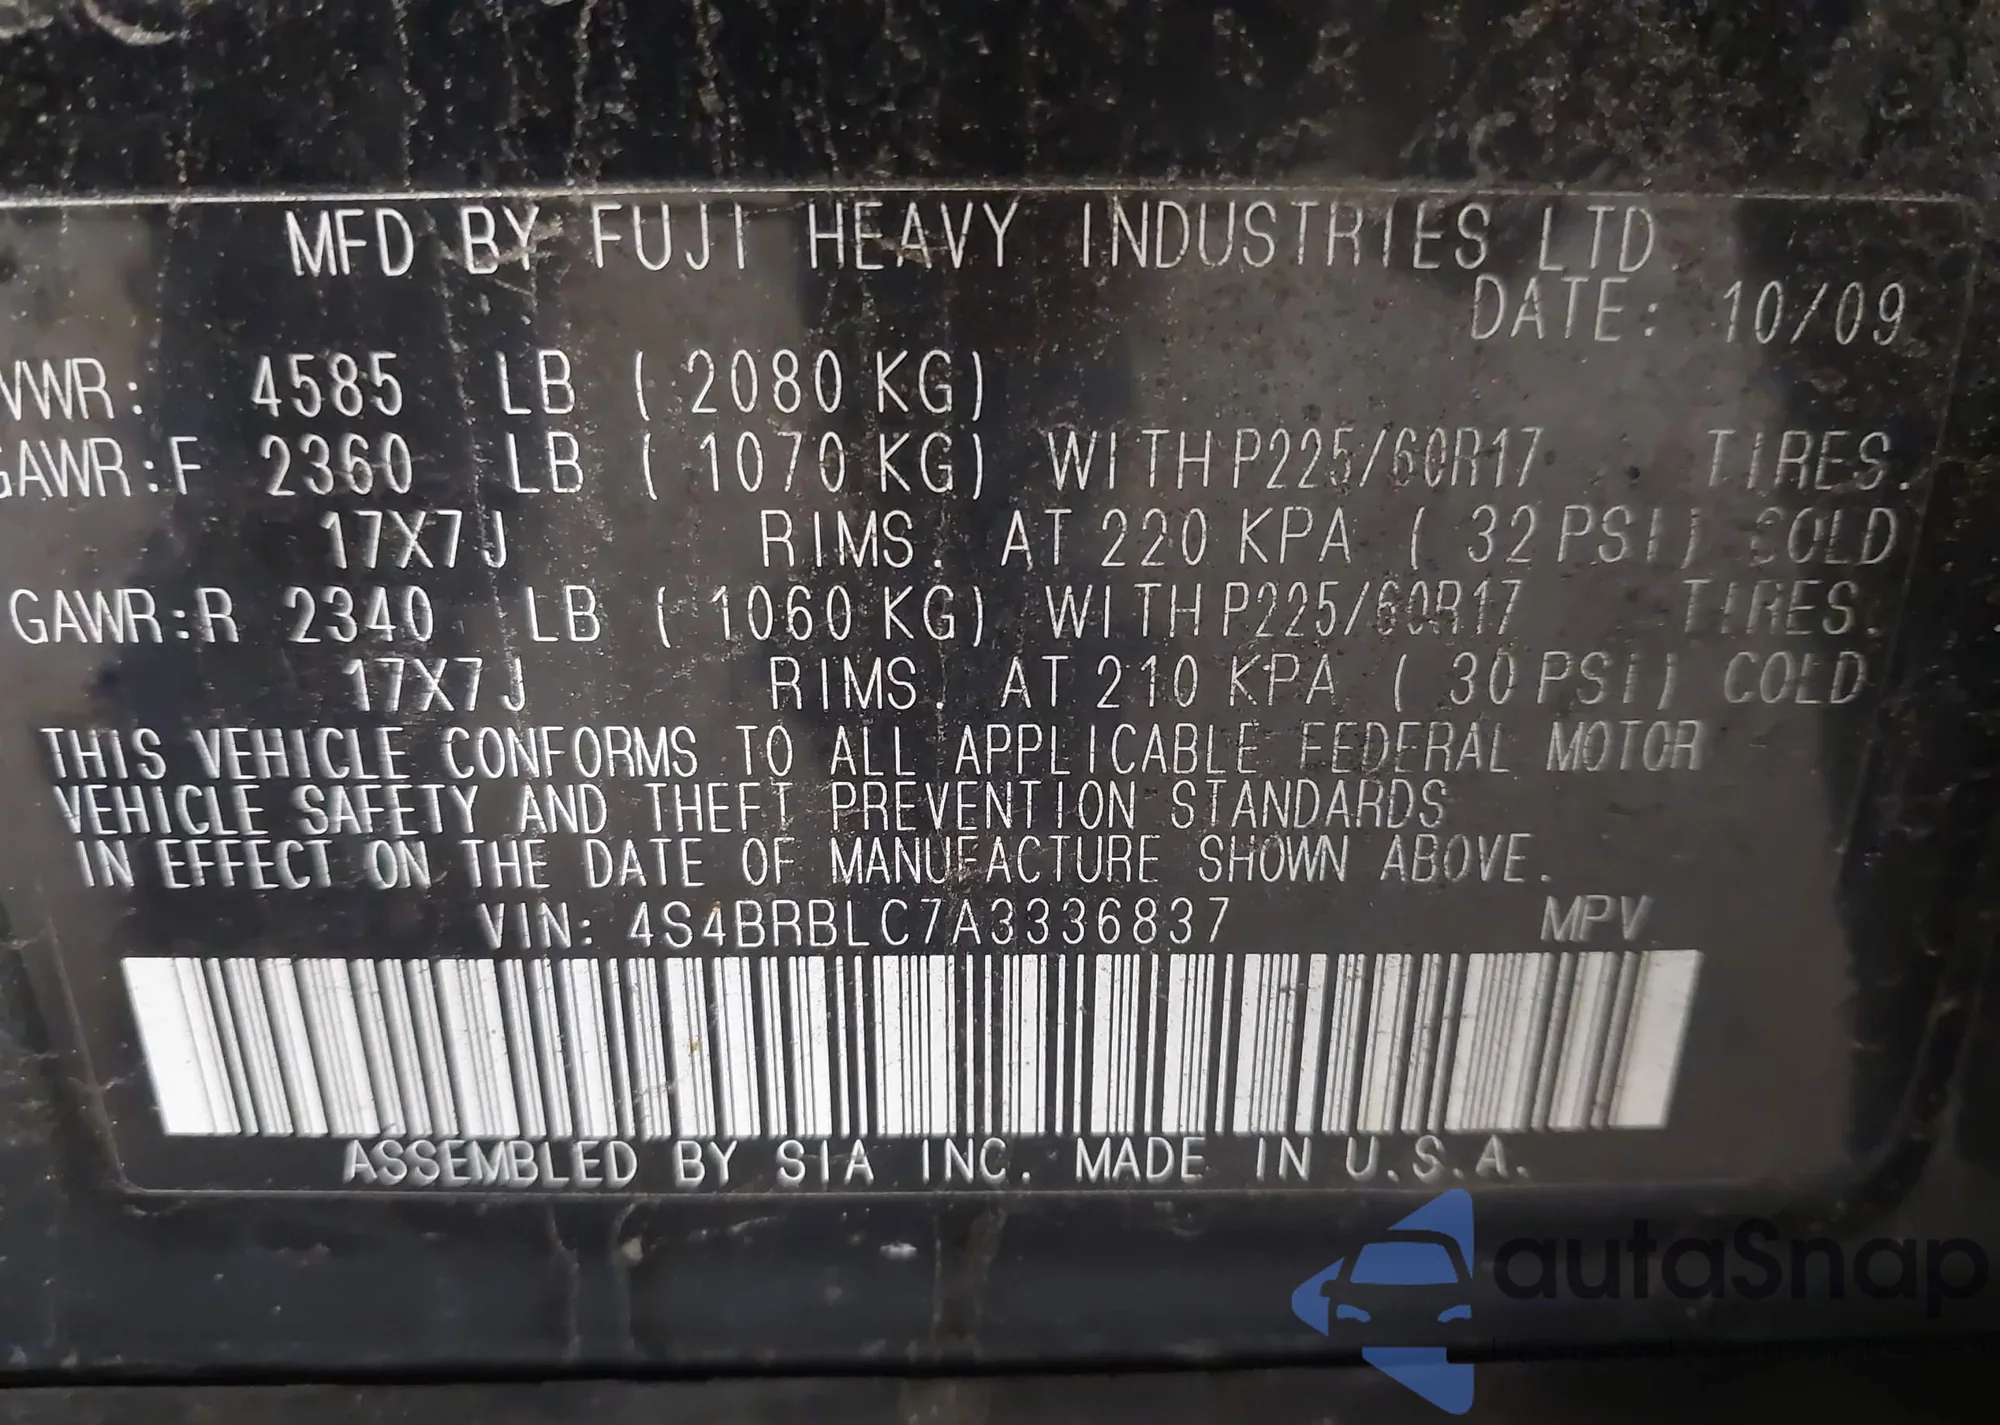 MFD BY FUJI HEAVY INDUSTRIES LTD.
DATE: 10/09
VWR: 4585 LB ( 2080 KG)
GAWR:F 2360 LB ( 1070 KG) WITH P225/60R17 TIRES.
17X7J RIMS. AT 220 KPA ( 32 PSI) COLD
GAWR:R 2340 LB ( 1060 KG) WITH P225/60R17 TIRES.
17X7J RIMS. AT 210 KPA ( 30 PSI) COLD
THIS VEHICLE CONFORMS TO ALL APPLICABLE FEDERAL MOTOR
VEHICLE SAFETY AND THEFT PREVENTION STANDARDS
IN EFFECT ON THE DATE OF MANUFACTURE SHOWN ABOVE.
VIN: 4S4BRBLC7A3336837 MPV
ASSEMBLED BY SIA INC. MADE IN U.S.A.
autaSnap